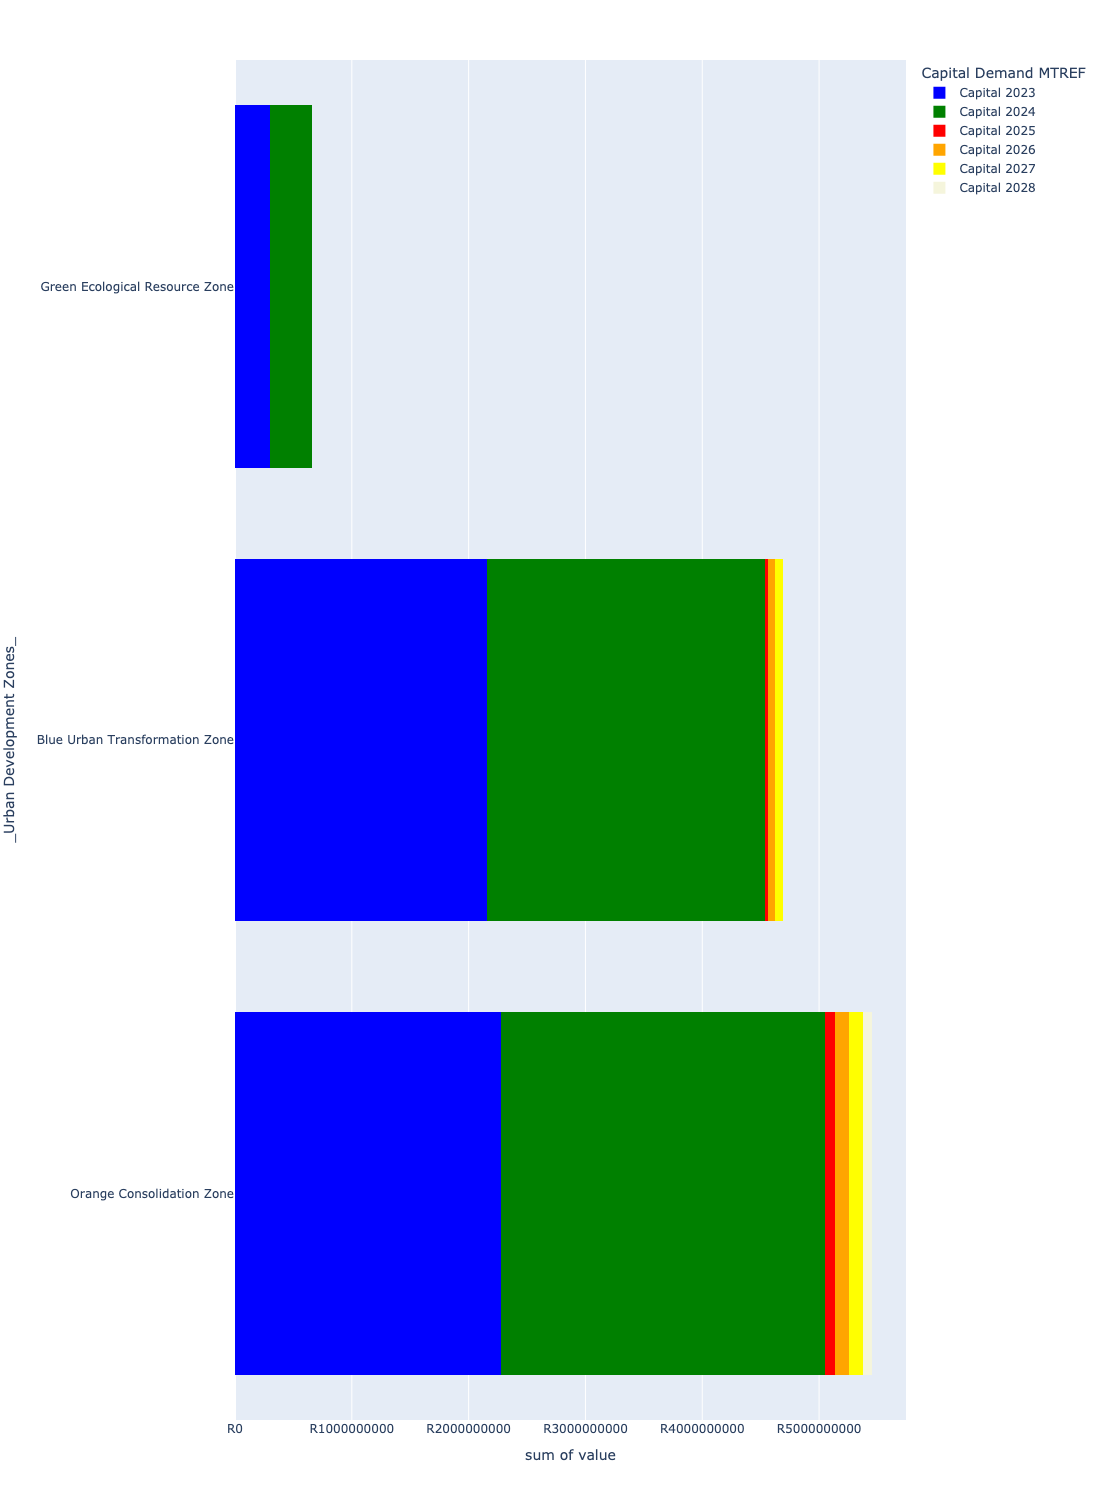 Capital Demand MTREF
Capital 2023
Capital 2024
Capital 2025
Capital 2026
Capital 2027
Capital 2028
Green Ecological Resource Zone
Blue Urban Transformation Zone
Orange Consolidation Zone
_Urban Development Zones_
R0 R1000000000 R2000000000 R3000000000 R4000000000 R5000000000
sum of value